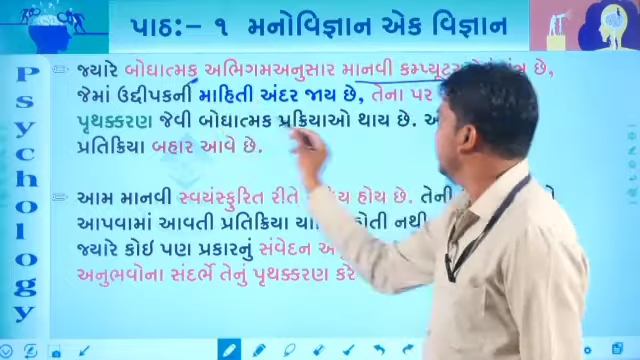 પાઠ:– ૧ મનોવિજ્ઞાન એક વિજ્ઞાન
Psychology
જ્યારે બોધાત્મક અભિગમઅનુસાર માનવી કમ્પ્યૂટર છે,
જેમાં ઉદ્દીપકની માહિતી અંદર જાય છે, તેના પર
પૃથક્કરણ જેવી બોધાત્મક પ્રક્રિયાઓ થાય છે.
પ્રતિક્રિયા બહાર આવે છે.
આમ માનવી સ્વયંસ્ફુરિત રીતે હોય છે. તેની
આપવામાં આવતી પ્રતિક્રિયા હોતી નથી
જ્યારે કોઈ પણ પ્રકારનું સંવેદન
અનુભવોના સંદર્ભે તેનું પૃથક્કરણ કરે